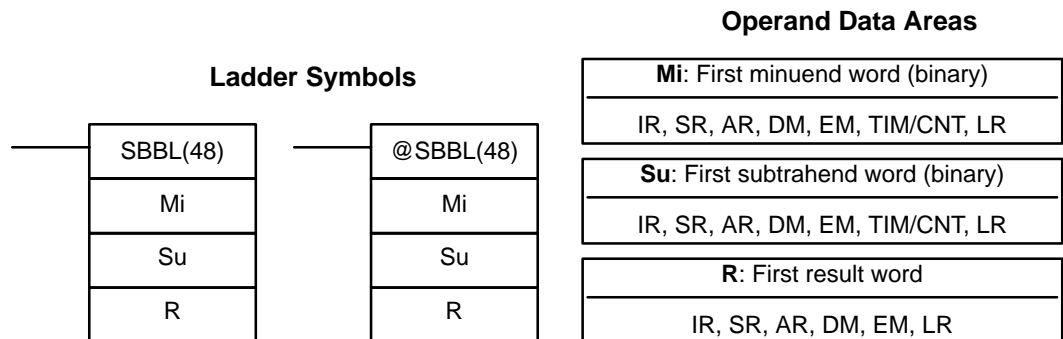 Operand Data Areas
Ladder Symbols
SBBL(48)
Mi
Su
R
@SBBL(48)
Mi
Su
R
Mi: First minuend word (binary)
IR, SR, AR, DM, EM, TIM/CNT, LR
Su: First subtrahend word (binary)
IR, SR, AR, DM, EM, TIM/CNT, LR
R: First result word
IR, SR, AR, DM, EM, LR